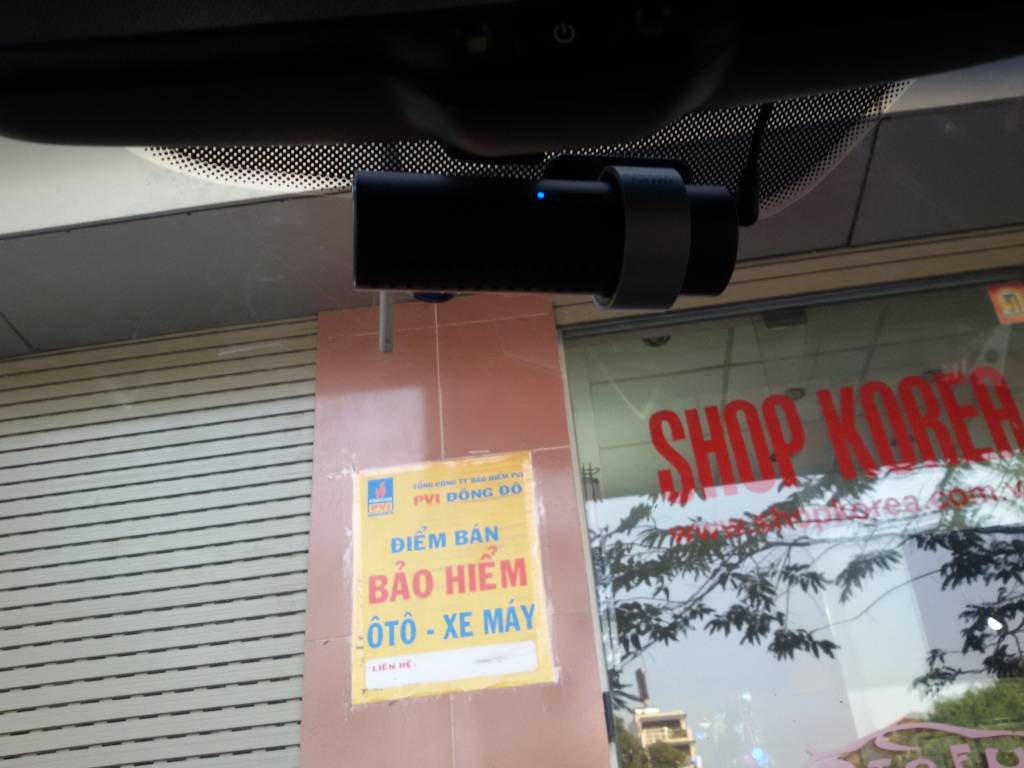 TỔNG CÔNG TY BẢO HIỂM PVI
PVI ĐÔNG ĐÔ
PVI
ĐIỂM BÁN
BẢO HIỂM
ÔTÔ - XE MÁY
LIÊN HỆ:
SHOP KOREA
www.shopkorea.com.v